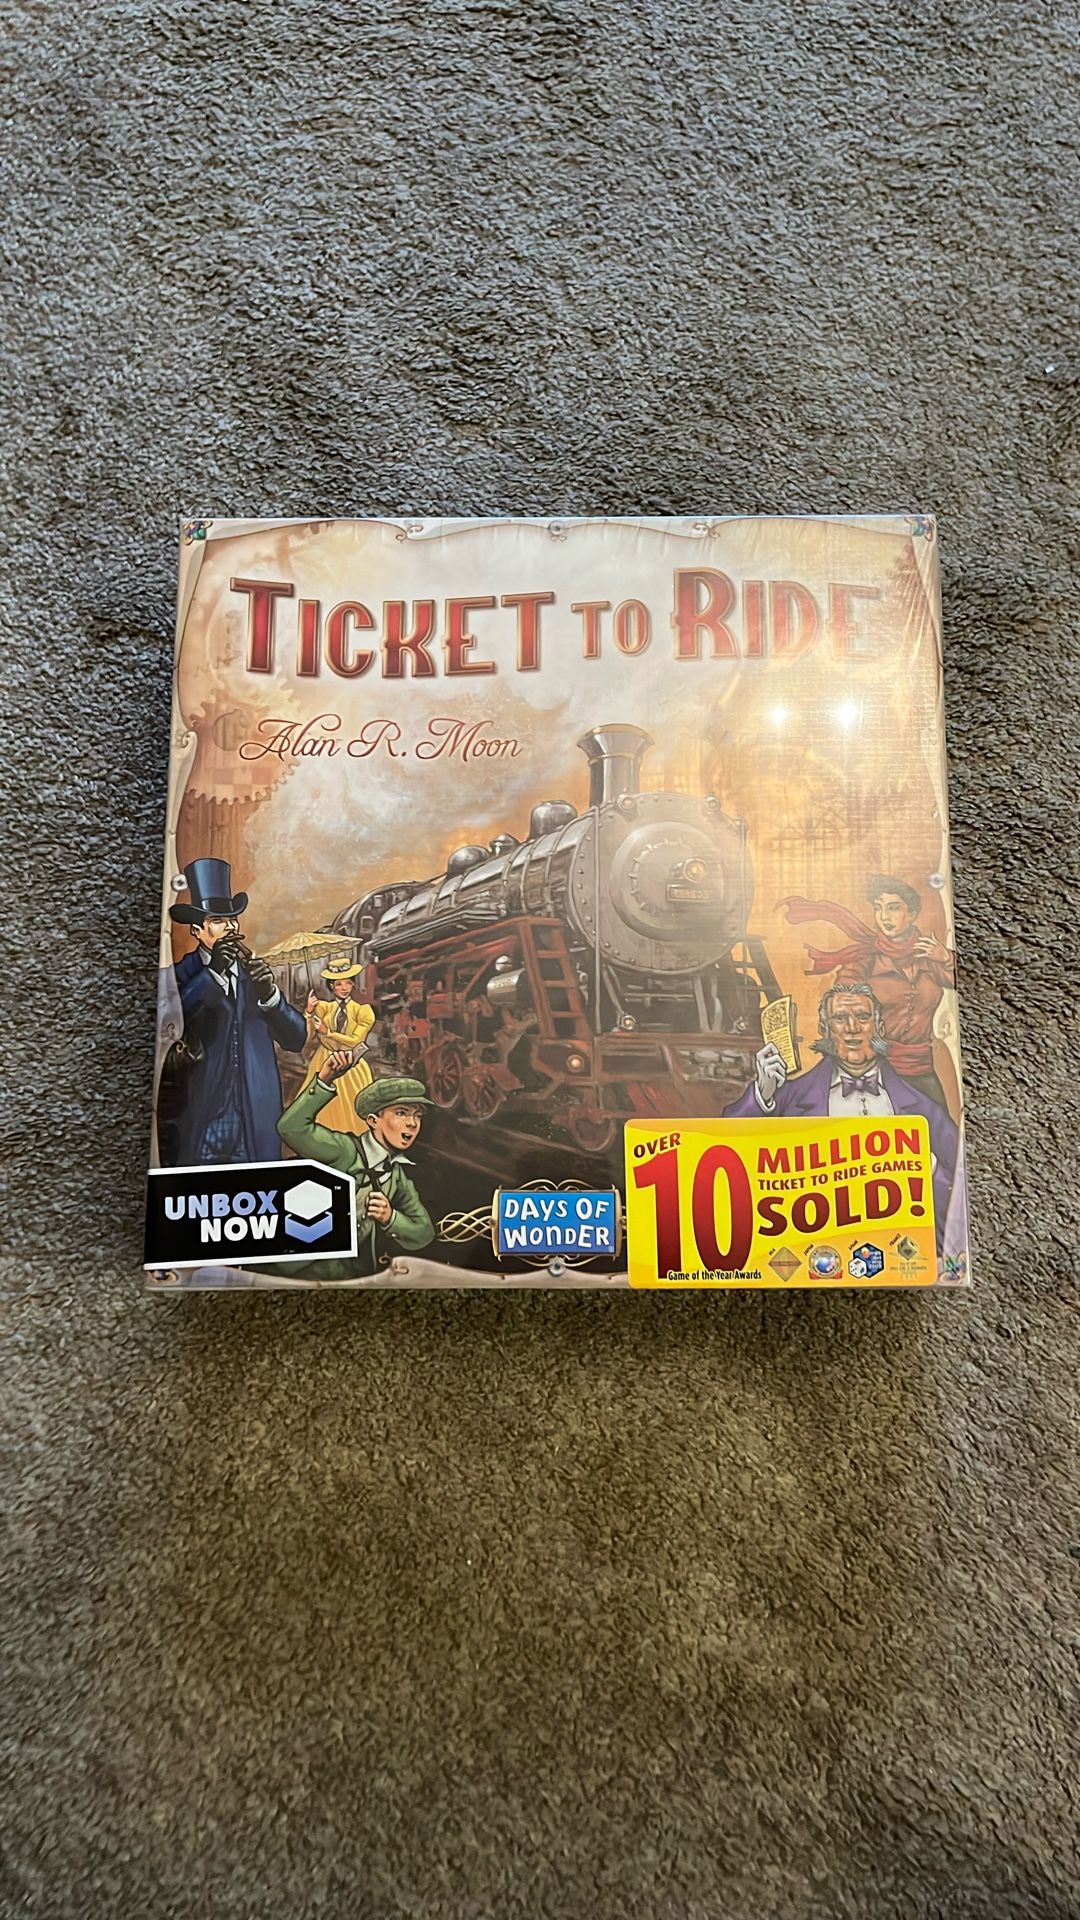 TICKET TO RIDE
Alan R. Moon
UNBOX
NOW
™
DAYS OF
WONDER
OVER
10 MILLION
TICKET TO RIDE GAMES
SOLD!
Game of the Year Awards